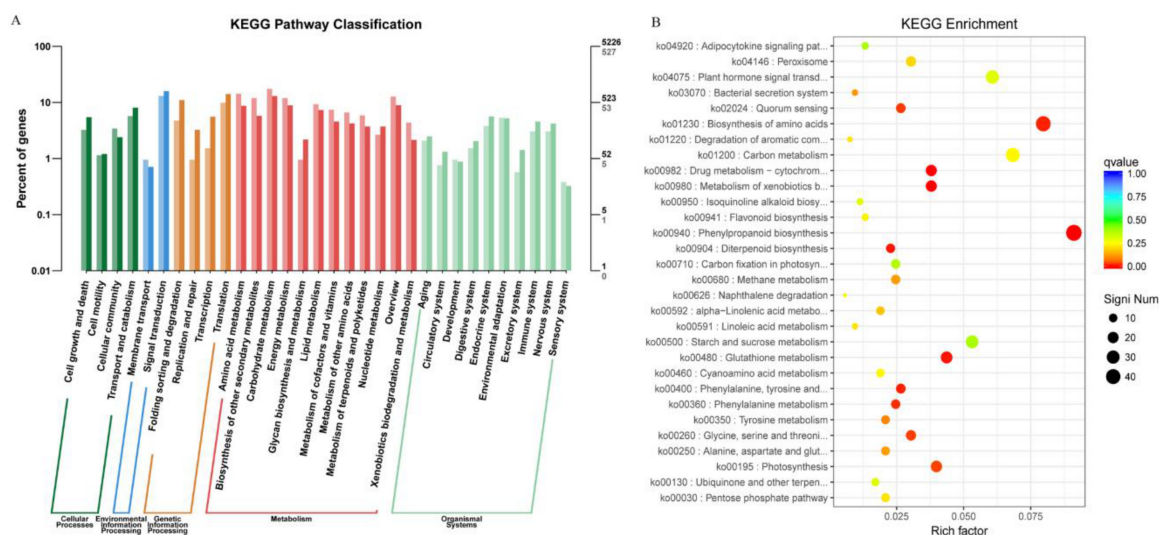 A
KEGG Pathway Classification
Percent of genes
100
10
1
0.1
0.01
5226
527
523
53
52
5
5
1
1
0
Cell growth and death
Cell motility
Cellular community
Transport and catabolism
Membrane transport
Signal transduction
Folding sorting and degradation
Replication and repair
Transcription
Translation
Amino acid metabolism
Biosynthesis of other secondary metabolites
Carbohydrate metabolism
Energy metabolism
Glycan biosynthesis and metabolism
Lipid metabolism
Metabolism of cofactors and vitamins
Metabolism of other amino acids
Metabolism of terpenoids and polyketides
Nucleotide metabolism
Overview
Xenobiotics biodegradation and metabolism
Aging
Circulatory system
Development
Digestive system
Endocrine system
Environmental adaptation
Excretory system
Immune system
Nervous system
Sensory system
Cellular
Processes
Environmental
Information
Processing
Genetic
Information
Processing
Metabolism
Organismal
Systems
B
KEGG Enrichment
ko04920 : Adipocytokine signaling pat...
ko04146 : Peroxisome
ko04075 : Plant hormone signal transd...
ko03070 : Bacterial secretion system
ko02024 : Quorum sensing
ko01230 : Biosynthesis of amino acids
ko01220 : Degradation of aromatic com...
ko01200 : Carbon metabolism
ko00982 : Drug metabolism − cytochrom...
ko00980 : Metabolism of xenobiotics b...
ko00950 : Isoquinoline alkaloid biosy...
ko00941 : Flavonoid biosynthesis
ko00940 : Phenylpropanoid biosynthesis
ko00904 : Diterpenoid biosynthesis
ko00710 : Carbon fixation in photosyn...
ko00680 : Methane metabolism
ko00626 : Naphthalene degradation
ko00592 : alpha−Linolenic acid metabo...
ko00591 : Linoleic acid metabolism
ko00500 : Starch and sucrose metabolism
ko00480 : Glutathione metabolism
ko00460 : Cyanoamino acid metabolism
ko00400 : Phenylalanine, tyrosine and...
ko00360 : Phenylalanine metabolism
ko00350 : Tyrosine metabolism
ko00260 : Glycine, serine and threoni...
ko00250 : Alanine, aspartate and glut...
ko00195 : Photosynthesis
ko00130 : Ubiquinone and other terpen...
ko00030 : Pentose phosphate pathway
0.025
0.050
0.075
Rich factor
qvalue
1.00
0.75
0.50
0.25
0.00
Signi Num
10
20
30
40